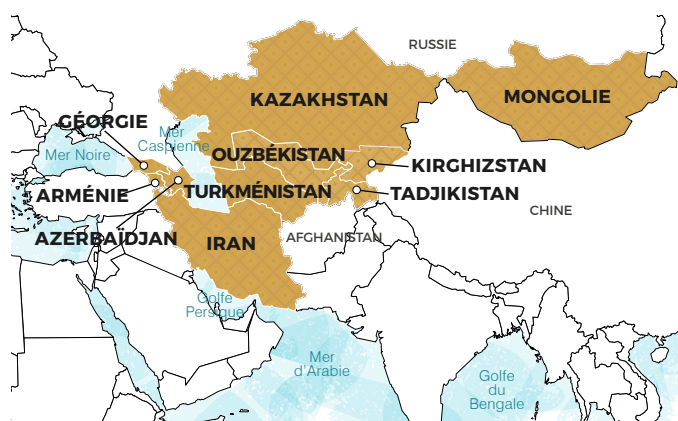 RUSSIE
KAZAKHSTAN
MONGOLIE
GÉORGIE
Mer
Caspienne
Mer Noire
OUZBÉKISTAN
KIRGHIZSTAN
ARMÉNIE
TURKMÉNISTAN
TADJIKISTAN
CHINE
AZERBAÏDJAN
IRAN
AFGHANISTAN
Golfe
Persique
Mer
d'Arabie
Golfe
du
Bengale